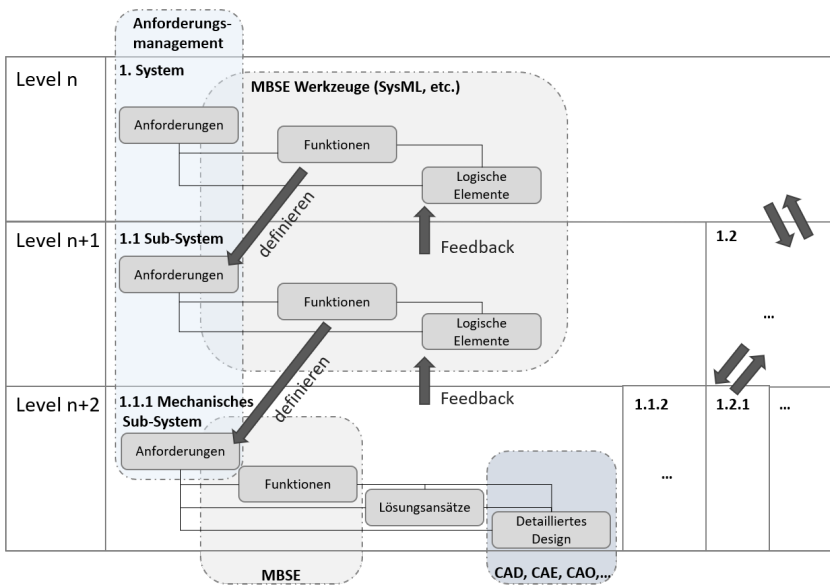 Anforderungs-
management
Level n
1. System
MBSE Werkzeuge (SysML, etc.)
Anforderungen
Funktionen
Logische
Elemente
definieren
Level n+1
1.1 Sub-System
Feedback
1.2
Anforderungen
Funktionen
Logische
Elemente
...
definieren
Level n+2
1.1.1 Mechanisches
Sub-System
Feedback
1.1.2
1.2.1
...
Anforderungen
Funktionen
...
Lösungsansätze
Detailliertes
Design
MBSE
CAD, CAE, CAO,...